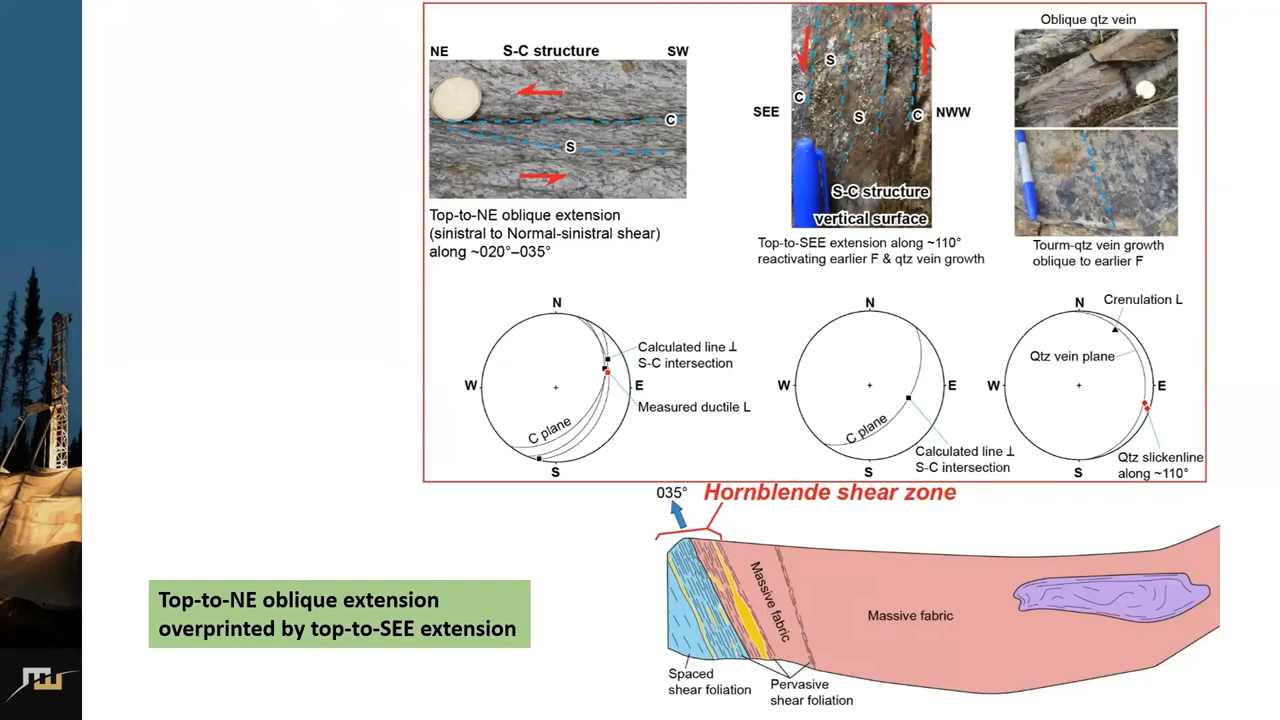 NE S-C structure SW
C
S
Top-to-NE oblique extension
(sinistral to Normal-sinistral shear)
along ~020°–035°
SEE
NWW
S
C
S
C
S-C structure
vertical surface
Top-to-SEE extension along ~110°
reactivating earlier F & qtz vein growth
Oblique qtz vein
Tourm-qtz vein growth
oblique to earlier F
N
W
E
S
C plane
Calculated line ⊥
S-C intersection
Measured ductile L
N
W
E
S
C plane
Calculated line ⊥
S-C intersection
N
W
E
S
Crenulation L
Qtz vein plane
Qtz slickenline
along ~110°
035°
Hornblende shear zone
Massive fabric
Massive fabric
Spaced
shear foliation
Pervasive
shear foliation
Top-to-NE oblique extension
overprinted by top-to-SEE extension